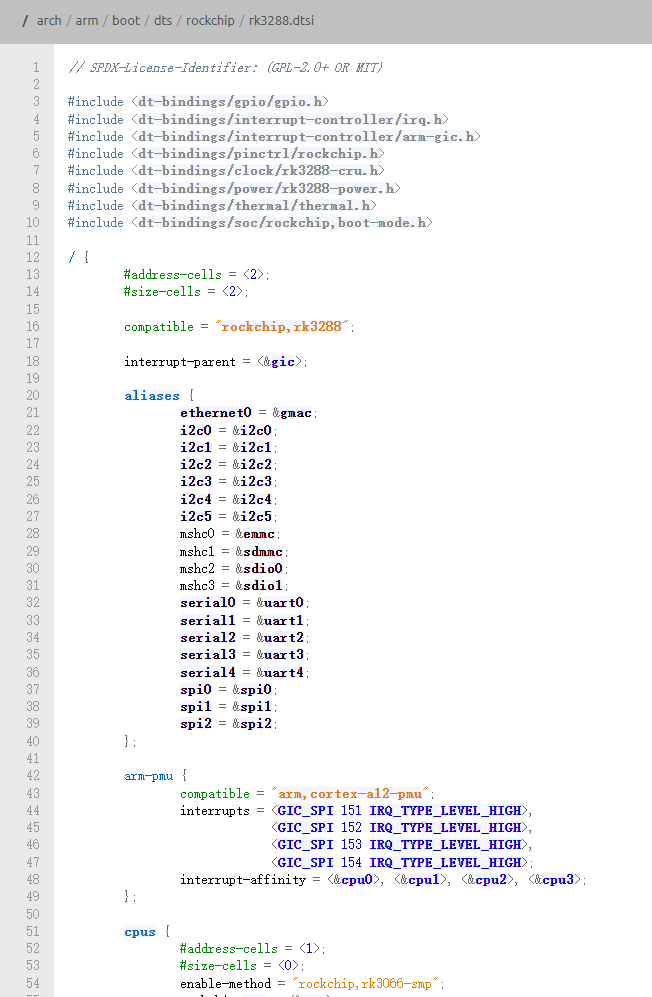 / arch / arm / boot / dts / rockchip / rk3288.dtsi
1 // SPDX-License-Identifier: (GPL-2.0+ OR MIT)
2
3 #include <dt-bindings/gpio/gpio.h>
4 #include <dt-bindings/interrupt-controller/irq.h>
5 #include <dt-bindings/interrupt-controller/arm-gic.h>
6 #include <dt-bindings/pinctrl/rockchip.h>
7 #include <dt-bindings/clock/rk3288-cru.h>
8 #include <dt-bindings/power/rk3288-power.h>
9 #include <dt-bindings/thermal/thermal.h>
10 #include <dt-bindings/soc/rockchip,boot-mode.h>
11
12 / {
13 #address-cells = <2>;
14 #size-cells = <2>;
15
16 compatible = "rockchip,rk3288";
17
18 interrupt-parent = <&gic>;
19
20 aliases {
21 ethernet0 = &gmac;
22 i2c0 = &i2c0;
23 i2c1 = &i2c1;
24 i2c2 = &i2c2;
25 i2c3 = &i2c3;
26 i2c4 = &i2c4;
27 i2c5 = &i2c5;
28 mshc0 = &emmc;
29 mshc1 = &sdmmc;
30 mshc2 = &sdio0;
31 mshc3 = &sdio1;
32 serial0 = &uart0;
33 serial1 = &uart1;
34 serial2 = &uart2;
35 serial3 = &uart3;
36 serial4 = &uart4;
37 spi0 = &spi0;
38 spi1 = &spi1;
39 spi2 = &spi2;
40 };
41
42 arm-pmu {
43 compatible = "arm,cortex-a12-pmu";
44 interrupts = <GIC_SPI 151 IRQ_TYPE_LEVEL_HIGH>,
45 <GIC_SPI 152 IRQ_TYPE_LEVEL_HIGH>,
46 <GIC_SPI 153 IRQ_TYPE_LEVEL_HIGH>,
47 <GIC_SPI 154 IRQ_TYPE_LEVEL_HIGH>;
48 interrupt-affinity = <&cpu0>, <&cpu1>, <&cpu2>, <&cpu3>;
49 };
50
51 cpus {
52 #address-cells = <1>;
53 #size-cells = <0>;
54 enable-method = "rockchip,rk3066-smp";